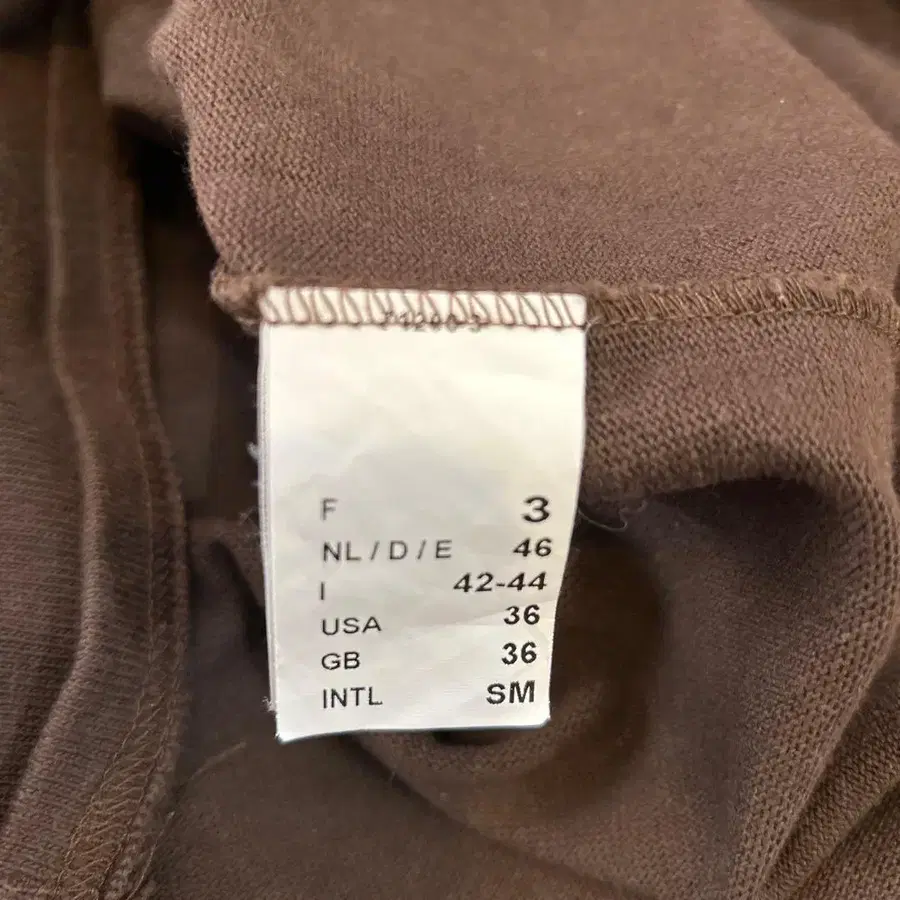 F 3
NL / D / E 46
I 42-44
USA 36
GB 36
INTL SM